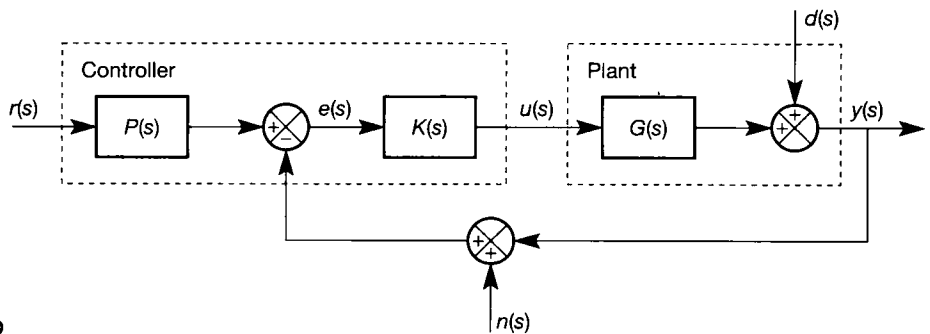 d(s)
Controller
Plant
r(s)
P(s)
+
−
e(s)
K(s)
u(s)
G(s)
+
+
y(s)
+
+
n(s)